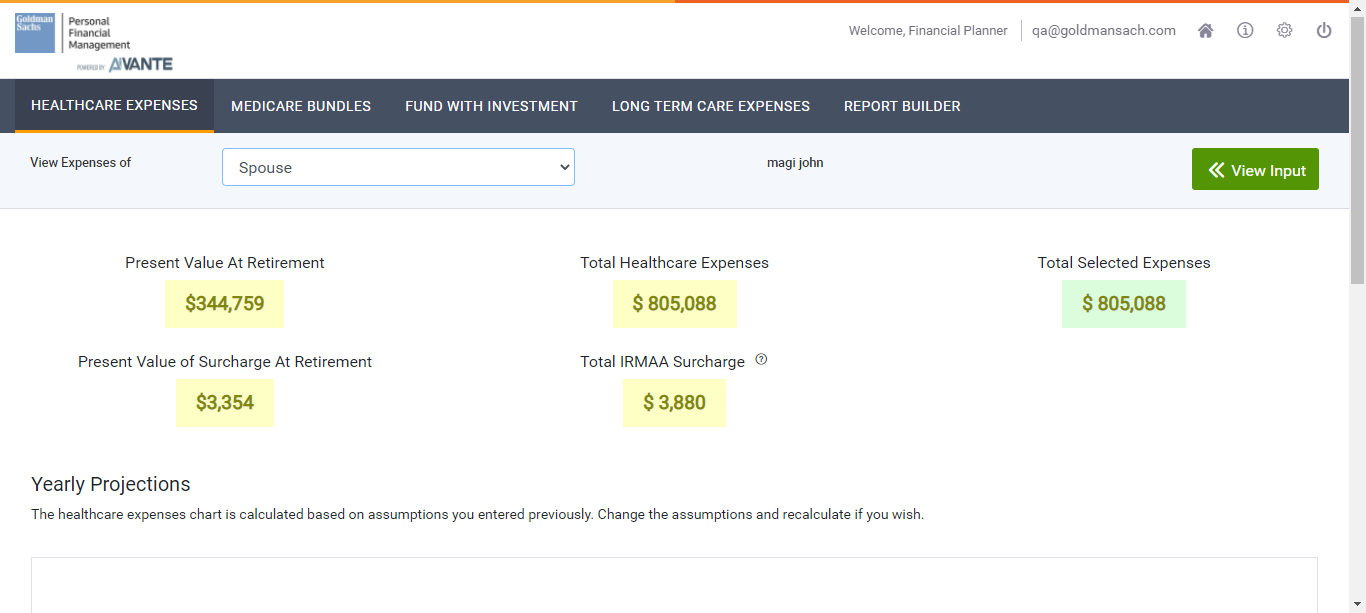 Goldman
Sachs
Personal
Financial
Management
POWERED BY AIVANTE
Welcome, Financial Planner
qa@goldmansach.com
HEALTHCARE EXPENSES
MEDICARE BUNDLES
FUND WITH INVESTMENT
LONG TERM CARE EXPENSES
REPORT BUILDER
View Expenses of
Spouse
magi john
View Input
Present Value At Retirement
Total Healthcare Expenses
Total Selected Expenses
$344,759
$ 805,088
$ 805,088
Present Value of Surcharge At Retirement
Total IRMAA Surcharge ?
$3,354
$ 3,880
Yearly Projections
The healthcare expenses chart is calculated based on assumptions you entered previously. Change the assumptions and recalculate if you wish.